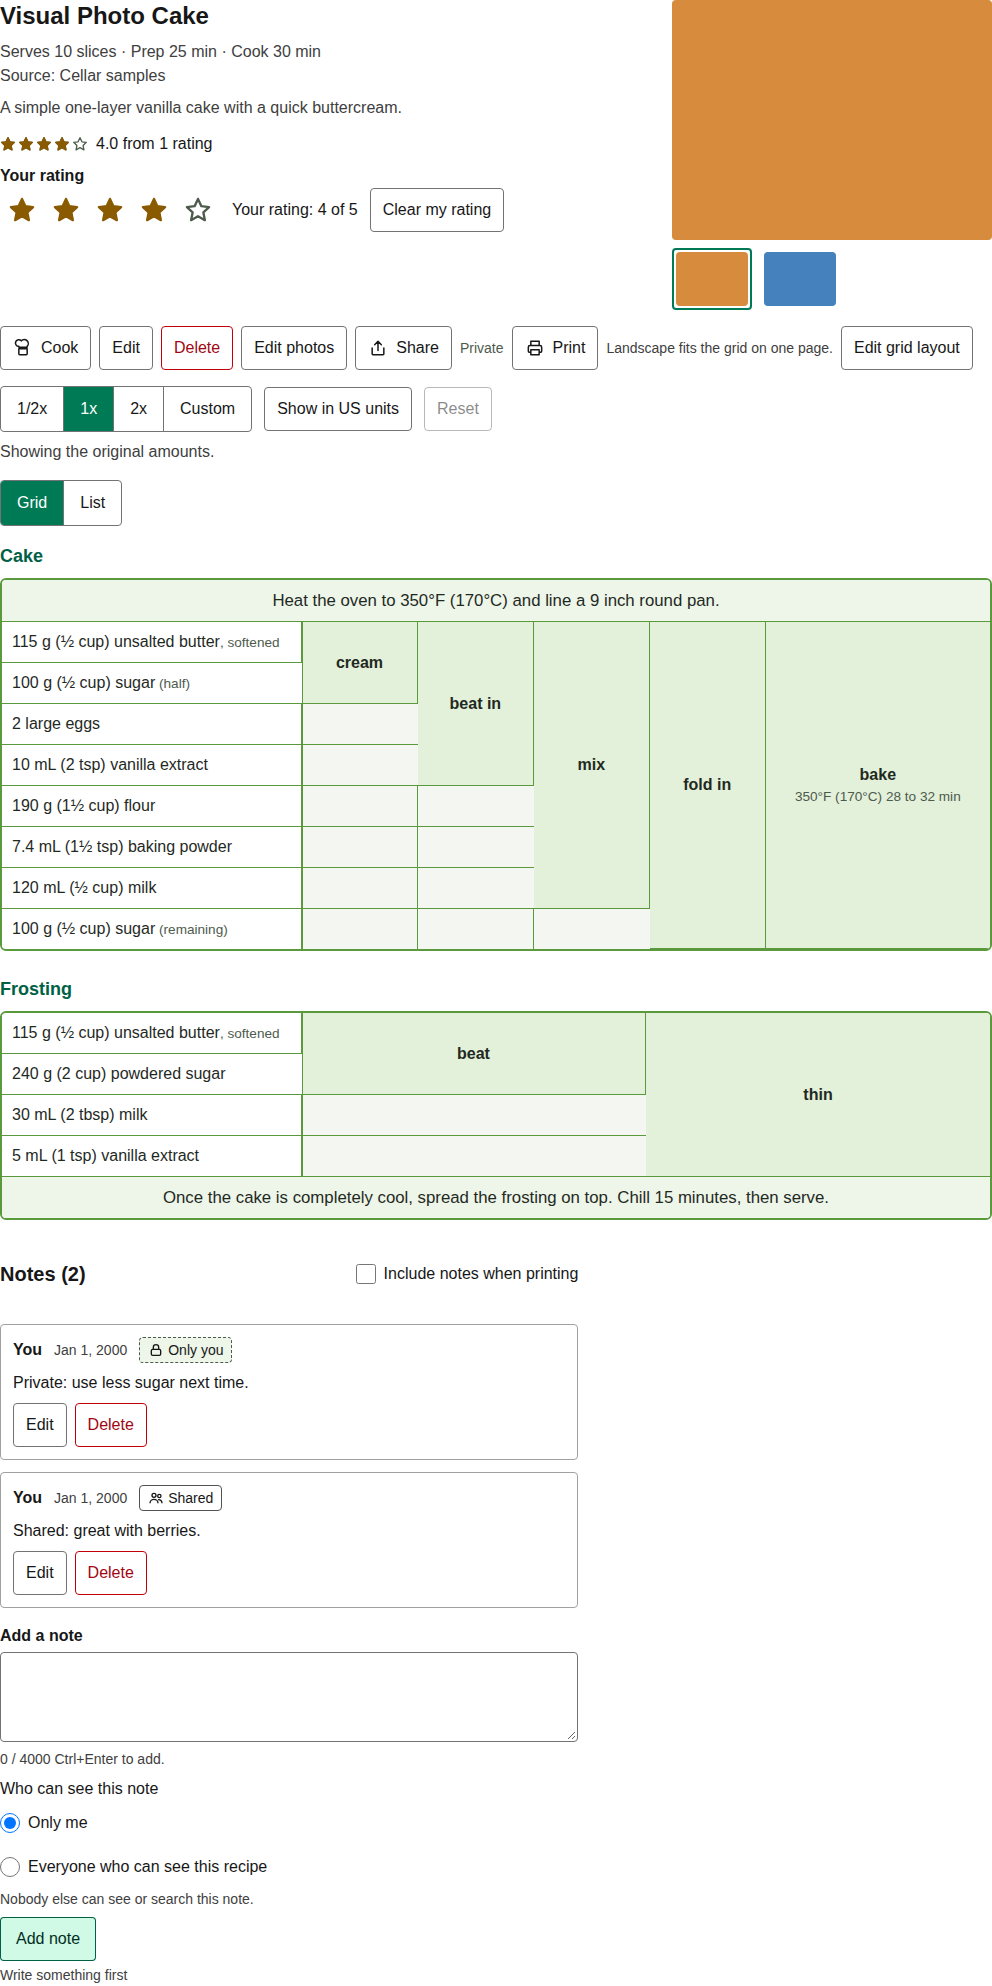 Visual Photo Cake
Serves 10 slices · Prep 25 min · Cook 30 min
Source: Cellar samples
A simple one-layer vanilla cake with a quick buttercream.
4.0 from 1 rating
Your rating
Your rating: 4 of 5 Clear my rating
Cook Edit Delete Edit photos Share Private Print Landscape fits the grid on one page. Edit grid layout
1/2x 1x 2x Custom Show in US units Reset
Showing the original amounts.
Grid List
Cake
Heat the oven to 350°F (170°C) and line a 9 inch round pan.
115 g (½ cup) unsalted butter, softened
cream
100 g (½ cup) sugar (half)
beat in
2 large eggs
10 mL (2 tsp) vanilla extract
mix
fold in
bake
350°F (170°C) 28 to 32 min
190 g (1½ cup) flour
7.4 mL (1½ tsp) baking powder
120 mL (½ cup) milk
100 g (½ cup) sugar (remaining)
Frosting
115 g (½ cup) unsalted butter, softened
beat
240 g (2 cup) powdered sugar
thin
30 mL (2 tbsp) milk
5 mL (1 tsp) vanilla extract
Once the cake is completely cool, spread the frosting on top. Chill 15 minutes, then serve.
Notes (2) Include notes when printing
You Jan 1, 2000 Only you
Private: use less sugar next time.
Edit Delete
You Jan 1, 2000 Shared
Shared: great with berries.
Edit Delete
Add a note
0 / 4000 Ctrl+Enter to add.
Who can see this note
Only me
Everyone who can see this recipe
Nobody else can see or search this note.
Add note
Write something first